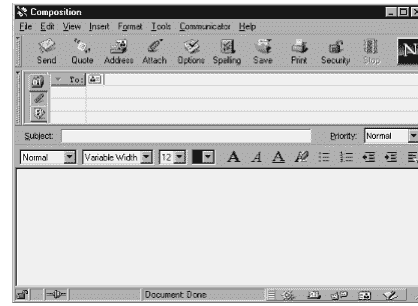 Composition
File Edit View Insert Format Tools Communicator Help
Send Quote Address Attach Options Spelling Save Print Security Stop N
To:
Subject: Priority: Normal
Normal Variable Width 12 A A A
Document: Done